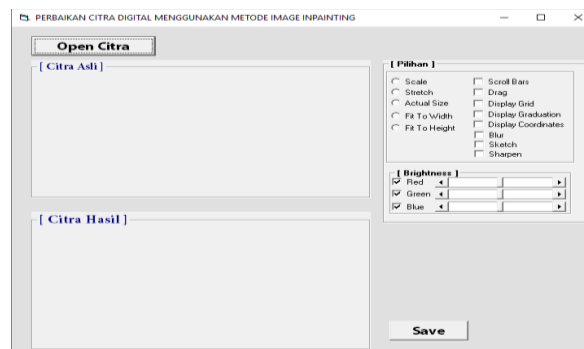 PERBAIKAN CITRA DIGITAL MENGGUNAKAN METODE IMAGE INPAINTING
Open Citra
[ Citra Asli ]
[ Pilihan ]
Scale
Stretch
Actual Size
Fit To Width
Fit To Height
Scroll Bars
Drag
Display Grid
Display Graduation
Display Coordinates
Blur
Sketch
Sharpen
[ Brightness ]
Red
Green
Blue
[ Citra Hasil ]
Save